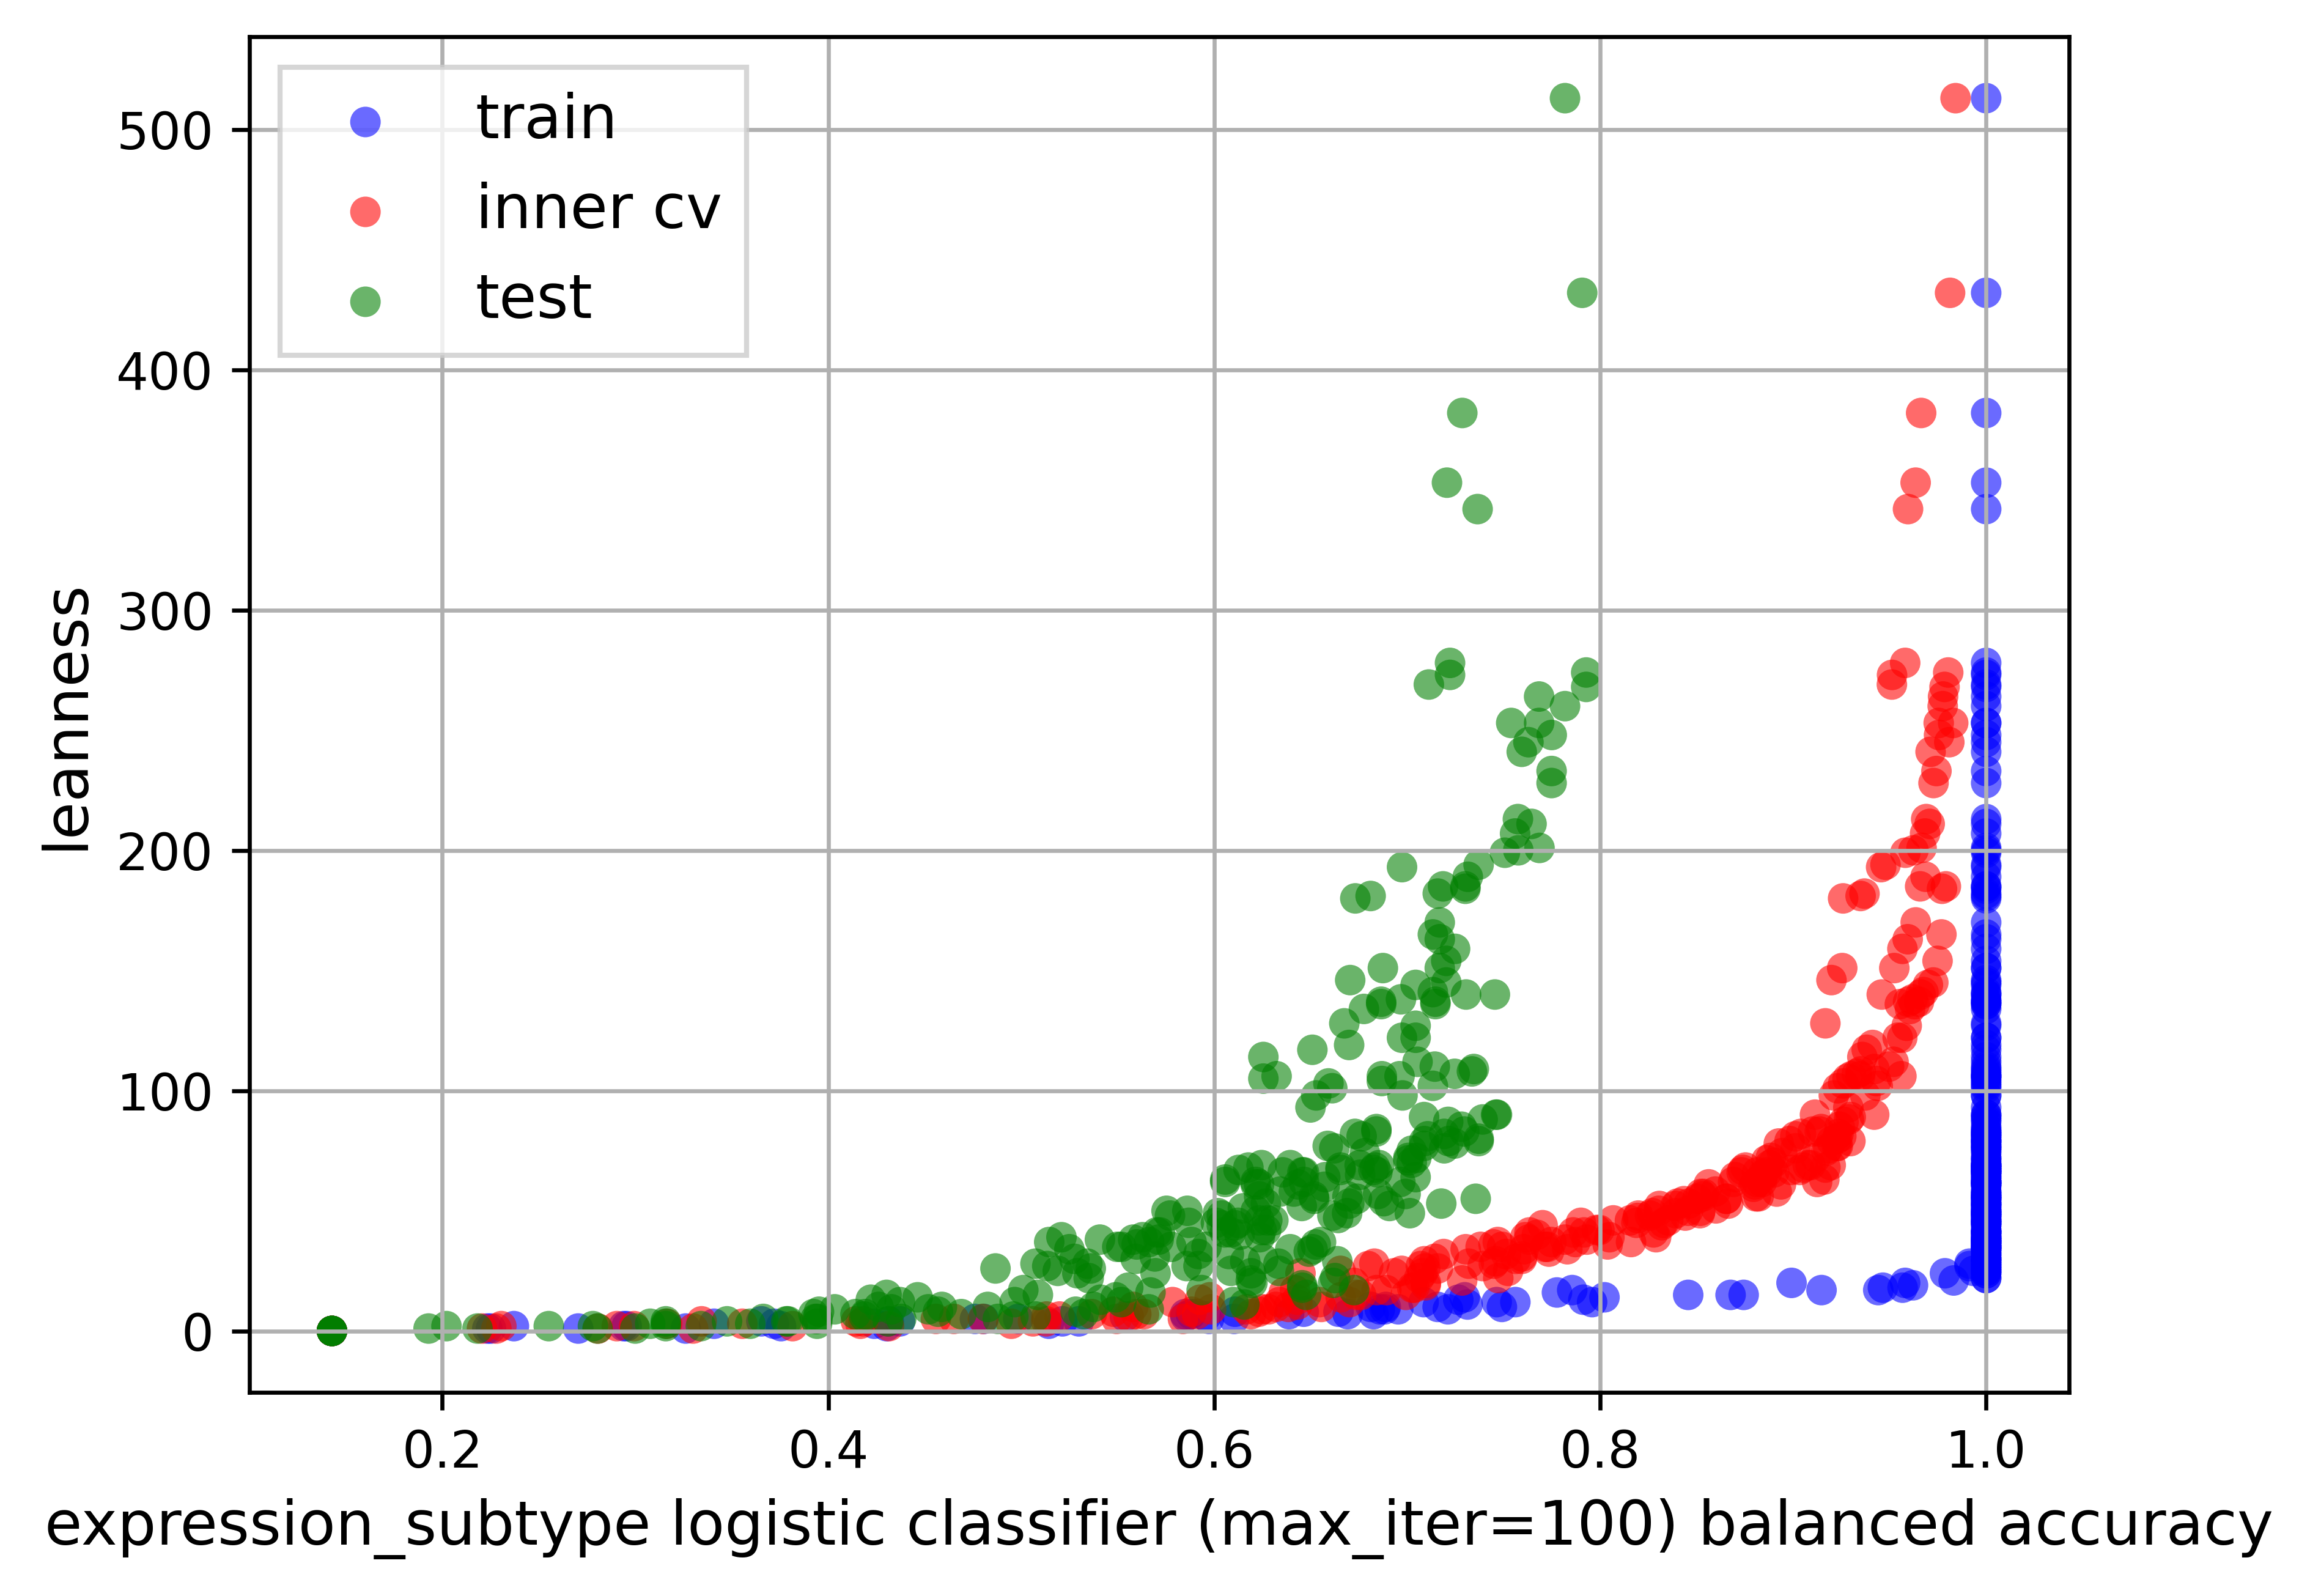 train
inner cv
test
500
400
300
200
100
0
leanness
0.2
0.4
0.6
0.8
1.0
expression_subtype logistic classifier (max_iter=100) balanced accuracy